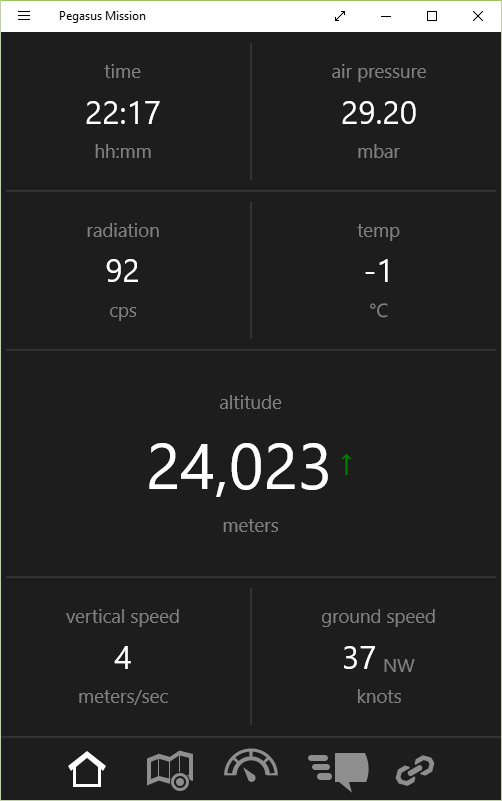 Pegasus Mission
time
22:17
hh:mm
air pressure
29.20
mbar
radiation
92
cps
temp
-1
°C
altitude
24,023 ↑
meters
vertical speed
4
meters/sec
ground speed
37 NW
knots